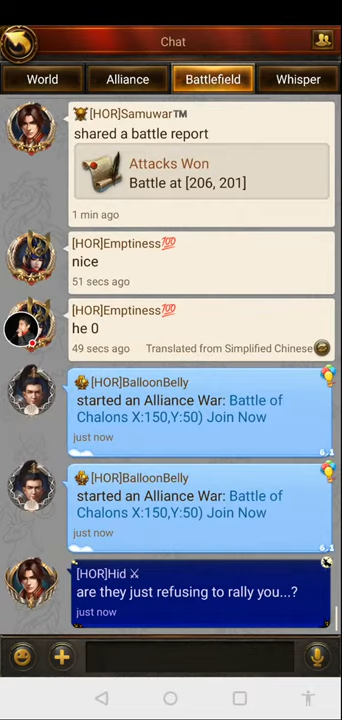 Chat
World
Alliance
Battlefield
Whisper
[HOR]Samuwar™
shared a battle report
Attacks Won
Battle at [206, 201]
1 min ago
[HOR]Emptiness💯
nice
51 secs ago
[HOR]Emptiness💯
he 0
49 secs ago Translated from Simplified Chinese
[HOR]BalloonBelly
started an Alliance War: Battle of
Chalons X:150,Y:50) Join Now
just now
6.1
[HOR]BalloonBelly
started an Alliance War: Battle of
Chalons X:150,Y:50) Join Now
just now
6.1
[HOR]Hid ⚔
are they just refusing to rally you...?
just now